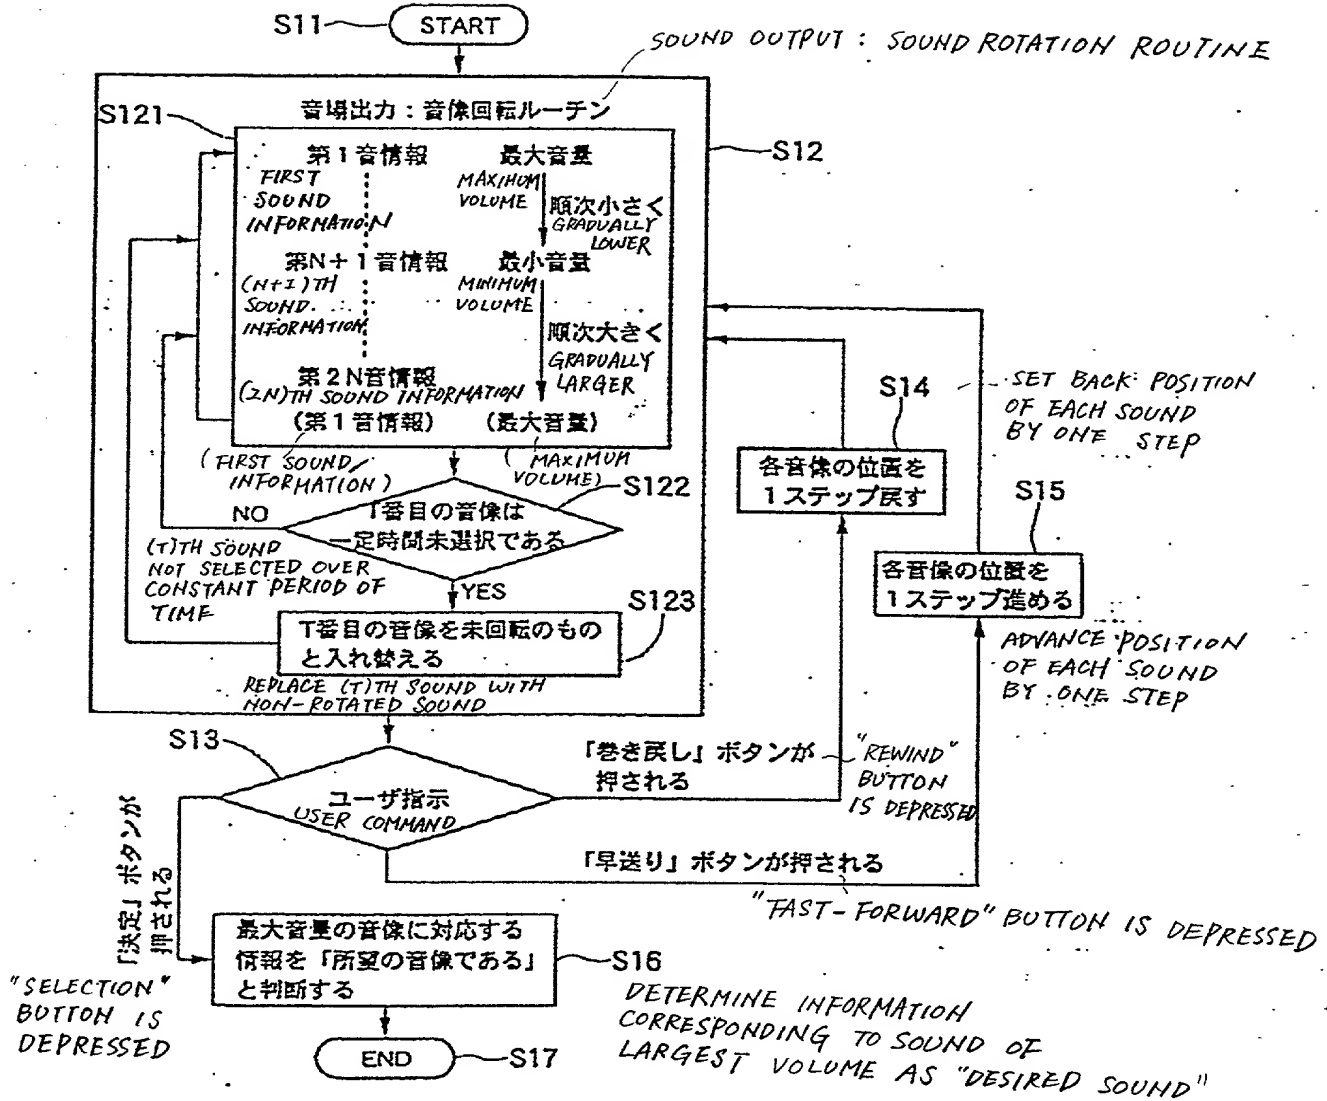 S11
START
SOUND OUTPUT : SOUND ROTATION ROUTINE
音場出力：音像回転ルーチン
S121
S12
第1音情報
最大音量
FIRST
SOUND
INFORMATION
MAXIMUM
VOLUME
順次小さく
GRADUALLY
LOWER
第N+1音情報
最小音量
(N+1)TH
SOUND
INFORMATION
MINIMUM
VOLUME
順次大きく
GRADUALLY
LARGER
第2N音情報
(2N)TH SOUND INFORMATION
(第1音情報)
(最大音量)
(FIRST SOUND
INFORMATION)
(MAXIMUM
VOLUME)
S122
T番目の音像は
一定時間未選択である
NO
(T)TH SOUND
NOT SELECTED OVER
CONSTANT PERIOD OF
TIME
YES
S123
T番目の音像を未回転のもの
と入れ替える
REPLACE (T)TH SOUND WITH
NON-ROTATED SOUND
S14
SET BACK POSITION
OF EACH SOUND
BY ONE STEP
各音像の位置を
1ステップ戻す
S15
各音像の位置を
1ステップ進める
ADVANCE POSITION
OF EACH SOUND
BY ONE STEP
S13
ユーザ指示
USER COMMAND
「巻き戻し」ボタンが
押される
"REWIND"
BUTTON
IS DEPRESSED
「早送り」ボタンが押される
"FAST-FORWARD" BUTTON IS DEPRESSED
「決定」ボタンが
押される
"SELECTION"
BUTTON IS
DEPRESSED
最大音量の音像に対応する
情報を「所望の音像である」
と判断する
S16
DETERMINE INFORMATION
CORRESPONDING TO SOUND OF
LARGEST VOLUME AS "DESIRED SOUND"
END
S17